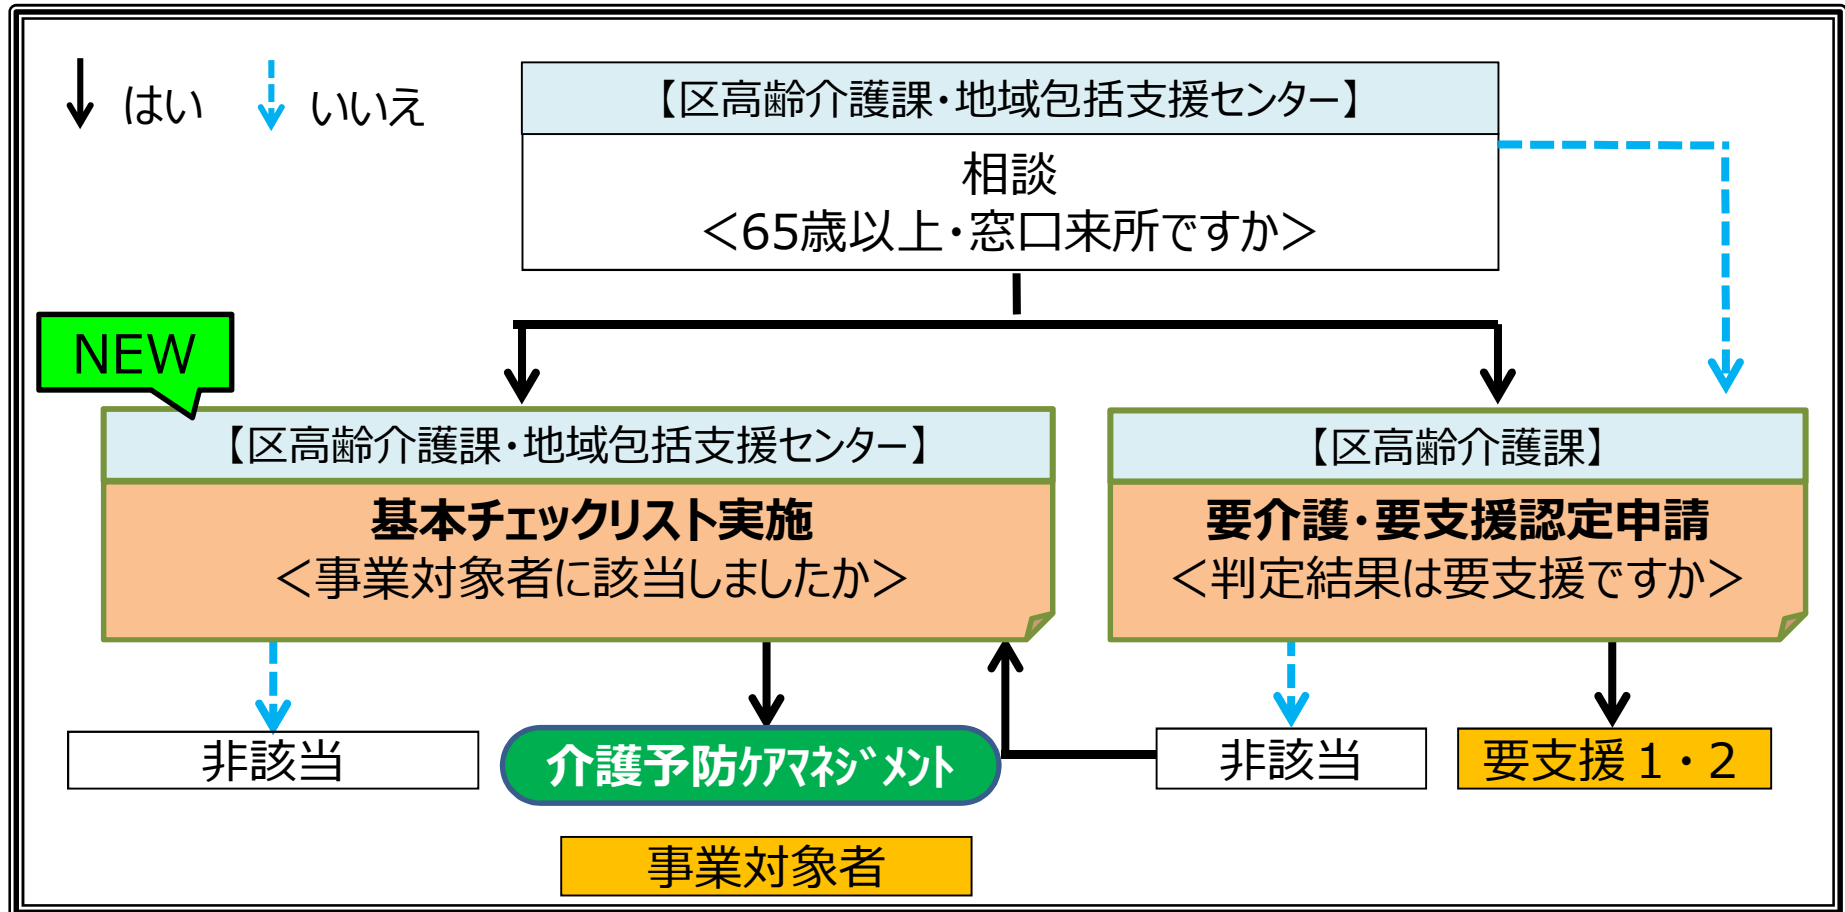 はい
いいえ
【区高齢介護課・地域包括支援センター】
相談
＜65歳以上・窓口来所ですか＞
NEW
【区高齢介護課・地域包括支援センター】
基本チェックリスト実施
＜事業対象者に該当しましたか＞
【区高齢介護課】
要介護・要支援認定申請
＜判定結果は要支援ですか＞
非該当
介護予防ｹｱﾏﾈｼﾞﾒﾝﾄ
非該当
要支援１・２
事業対象者